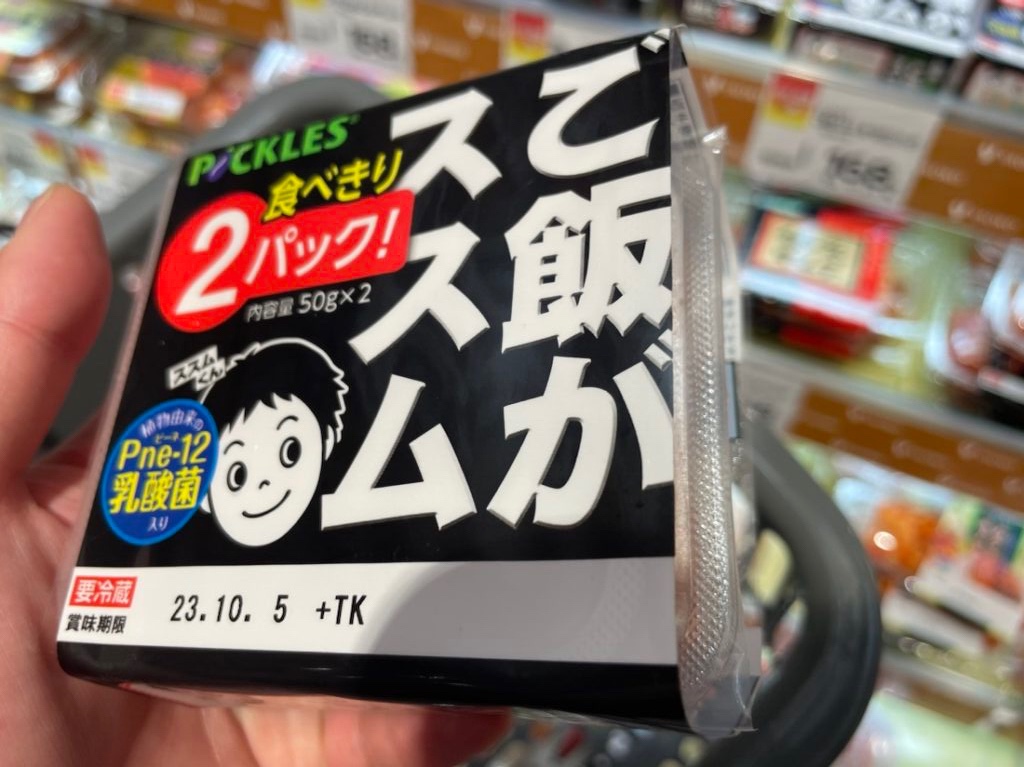 PICKLES
食べきり
2パック!
内容量 50g×2
ご飯が
ススム
ススム
くん
植物由来の
ピーネ
Pne-12
乳酸菌
入り
要冷蔵
賞味期限
23.10. 5 +TK
168
158